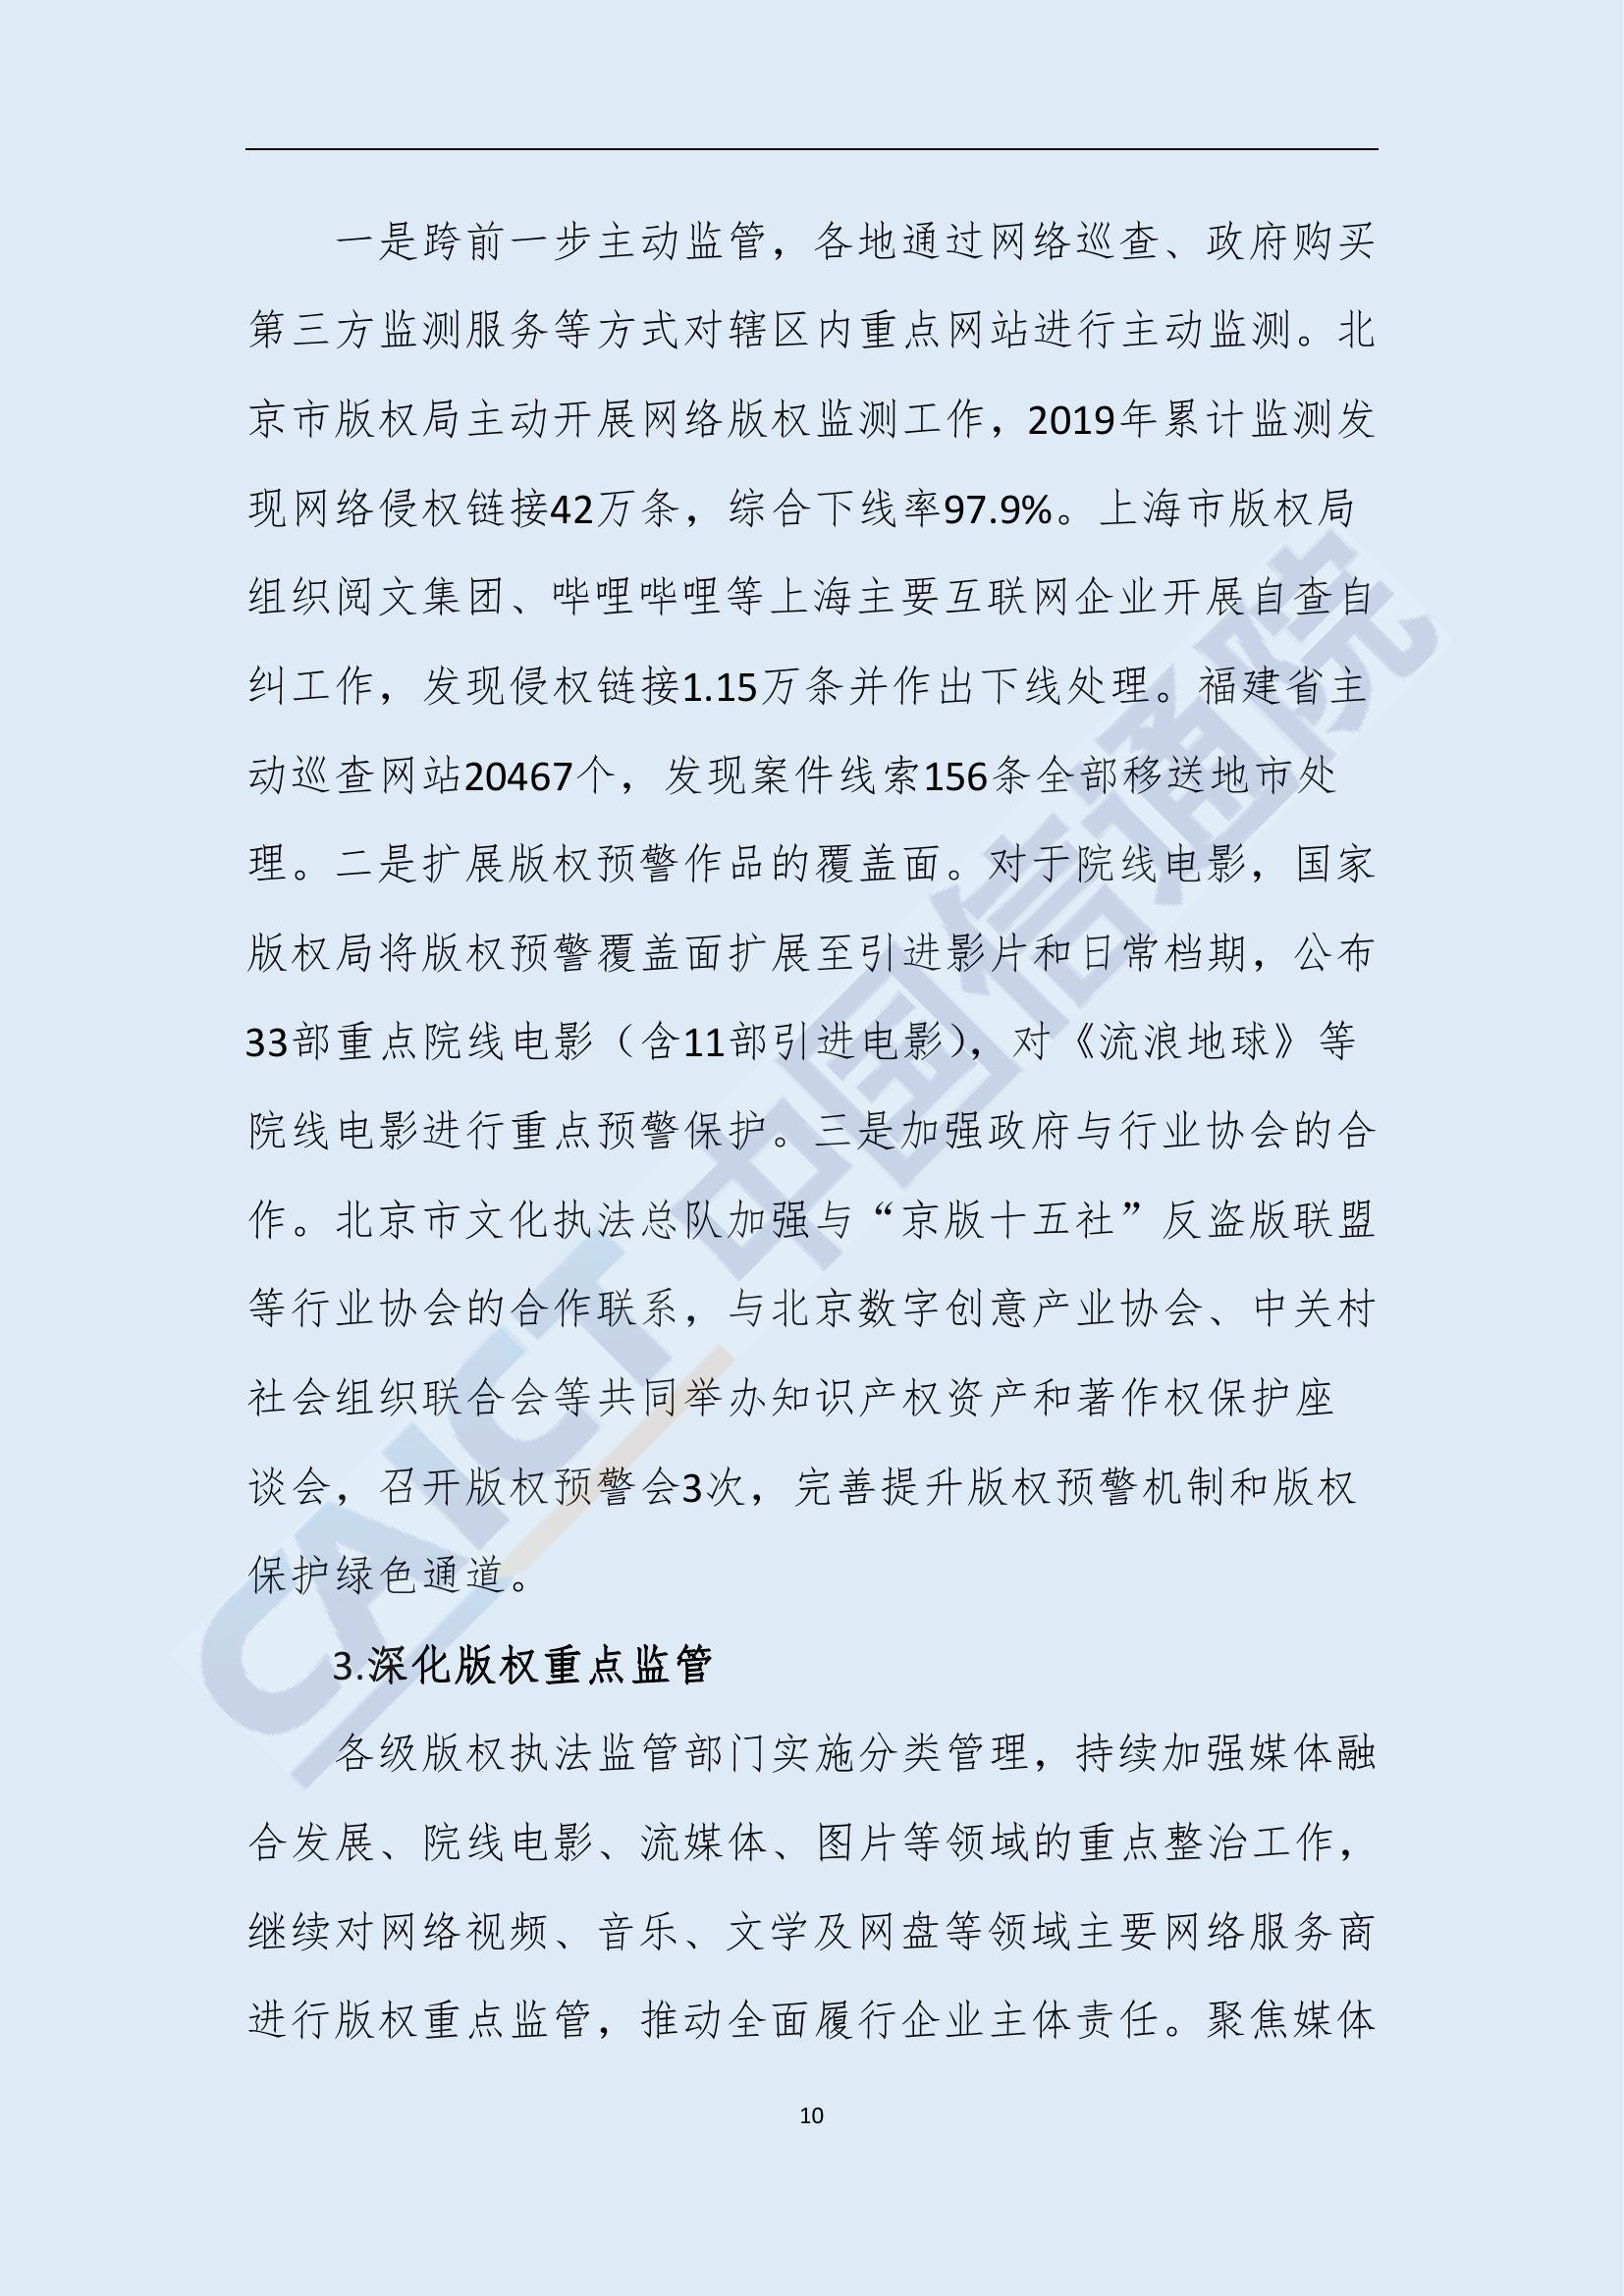 一是跨前一步主动监管，各地通过网络巡查、政府购买
第三方监测服务等方式对辖区内重点网站进行主动监测。北
京市版权局主动开展网络版权监测工作，2019年累计监测发
现网络侵权链接42万条，综合下线率97.9%。上海市版权局
组织阅文集团、哔哩哔哩等上海主要互联网企业开展自查自
纠工作，发现侵权链接1.15万条并作出下线处理。福建省主
动巡查网站20467个，发现案件线索156条全部移送地市处
理。二是扩展版权预警作品的覆盖面。对于院线电影，国家
版权局将版权预警覆盖面扩展至引进影片和日常档期，公布
33部重点院线电影（含11部引进电影），对《流浪地球》等
院线电影进行重点预警保护。三是加强政府与行业协会的合
作。北京市文化执法总队加强与“京版十五社”反盗版联盟
等行业协会的合作联系，与北京数字创意产业协会、中关村
社会组织联合会等共同举办知识产权资产和著作权保护座
谈会，召开版权预警会3次，完善提升版权预警机制和版权
保护绿色通道。
3.深化版权重点监管
各级版权执法监管部门实施分类管理，持续加强媒体融
合发展、院线电影、流媒体、图片等领域的重点整治工作，
继续对网络视频、音乐、文学及网盘等领域主要网络服务商
进行版权重点监管，推动全面履行企业主体责任。聚焦媒体
10
CAICT 中国信通院